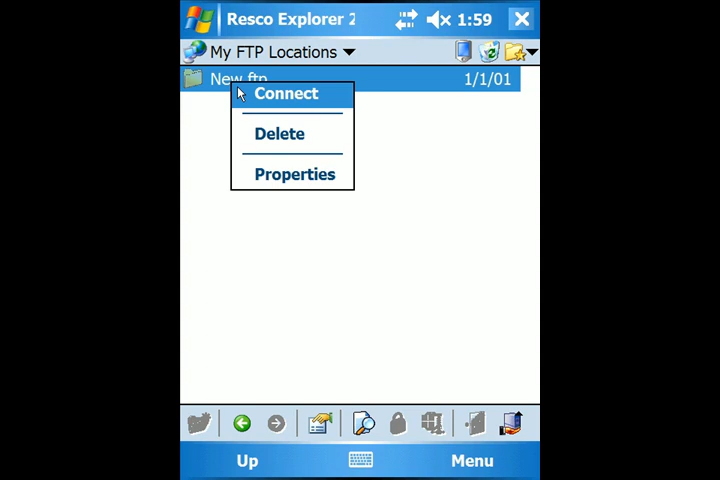 Resco Explorer 2 1:59
My FTP Locations
New ftp 1/1/01
Connect
Delete
Properties
Up Menu